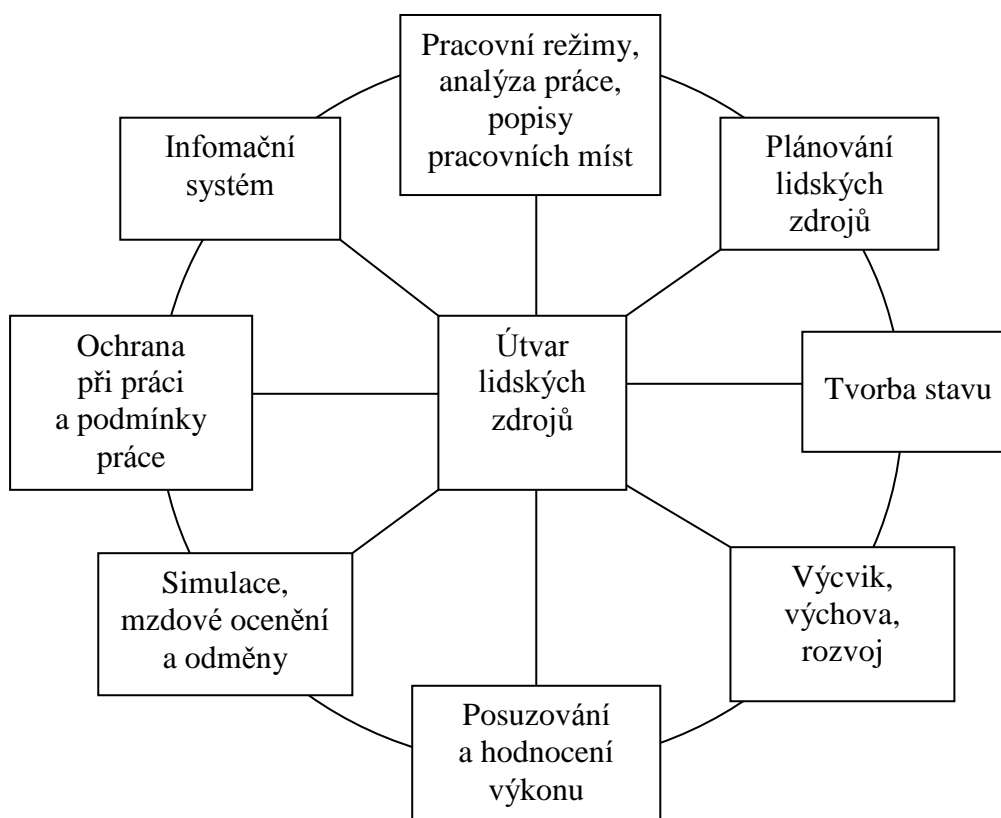 Pracovní režimy,
analýza práce,
popisy
pracovních míst
Infomační
systém
Plánování
lidských
zdrojů
Ochrana
při práci
a podmínky
práce
Útvar
lidských
zdrojů
Tvorba stavu
Simulace,
mzdové ocenění
a odměny
Výcvik,
výchova,
rozvoj
Posuzování
a hodnocení
výkonu